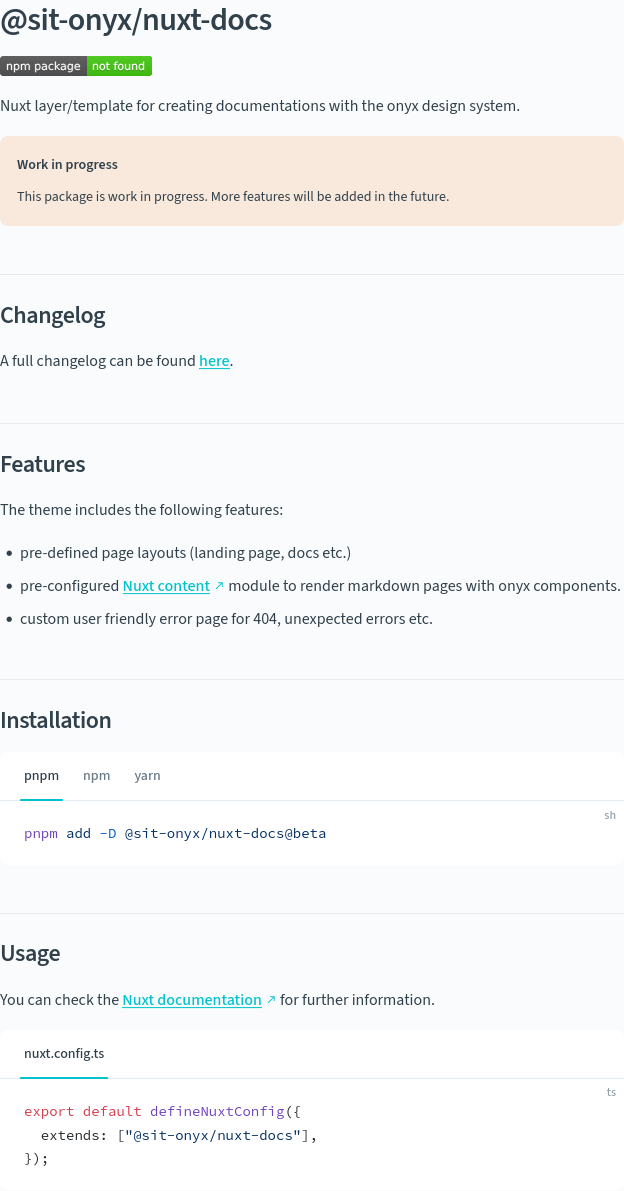 @sit-onyx/nuxt-docs
npm package not found
Nuxt layer/template for creating documentations with the onyx design system.
Work in progress
This package is work in progress. More features will be added in the future.
Changelog
A full changelog can be found here.
Features
The theme includes the following features:
• pre-defined page layouts (landing page, docs etc.)
• pre-configured Nuxt content ↗ module to render markdown pages with onyx components.
• custom user friendly error page for 404, unexpected errors etc.
Installation
pnpm npm yarn
sh
pnpm add -D @sit-onyx/nuxt-docs@beta
Usage
You can check the Nuxt documentation ↗ for further information.
nuxt.config.ts
ts
export default defineNuxtConfig({
  extends: ["@sit-onyx/nuxt-docs"],
});